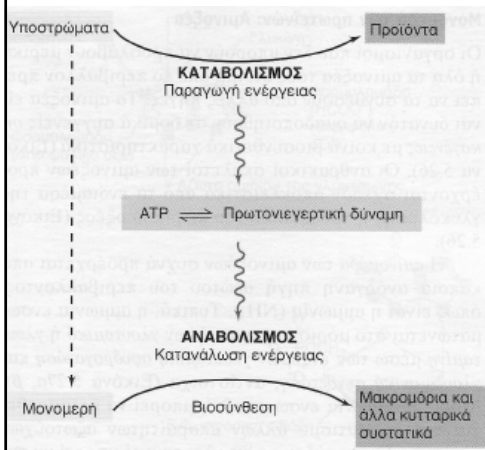 Υποστρώματα
Προϊόντα
ΚΑΤΑΒΟΛΙΣΜΟΣ
Παραγωγή ενέργειας
ATP ⇌ Πρωτονιεγερτική δύναμη
ΑΝΑΒΟΛΙΣΜΟΣ
Κατανάλωση ενέργειας
Μονομερή
Βιοσύνθεση
Μακρομόρια και
άλλα κυτταρικά
συστατικά